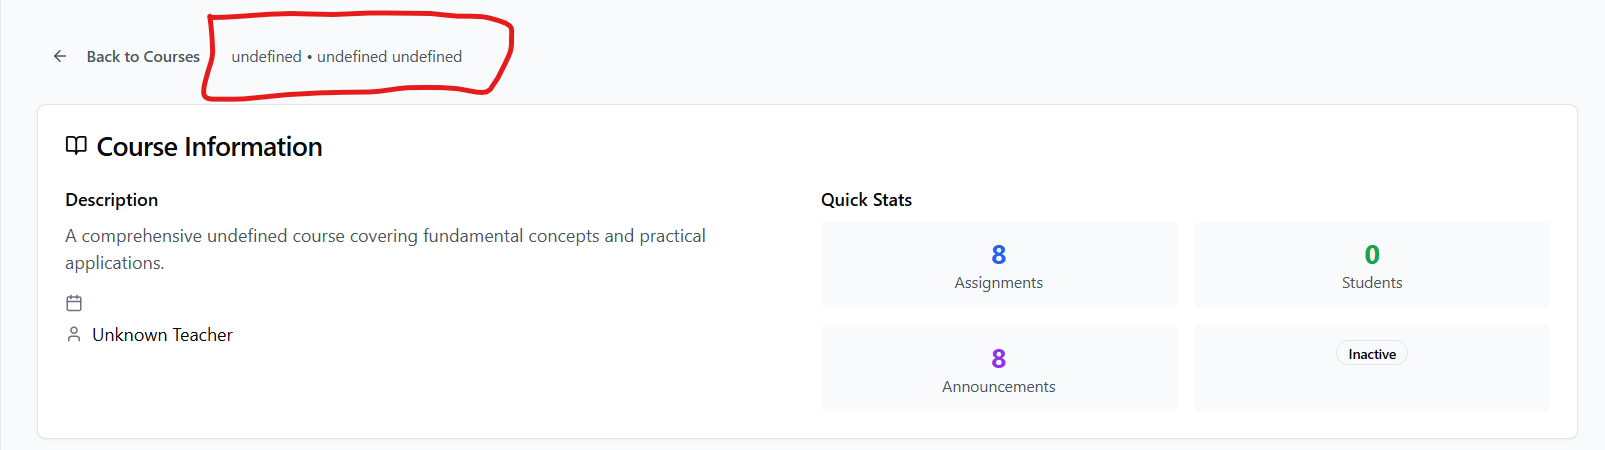 Back to Courses
undefined • undefined undefined
Course Information
Description
A comprehensive undefined course covering fundamental concepts and practical
applications.
Unknown Teacher
Quick Stats
8
Assignments
0
Students
8
Announcements
Inactive